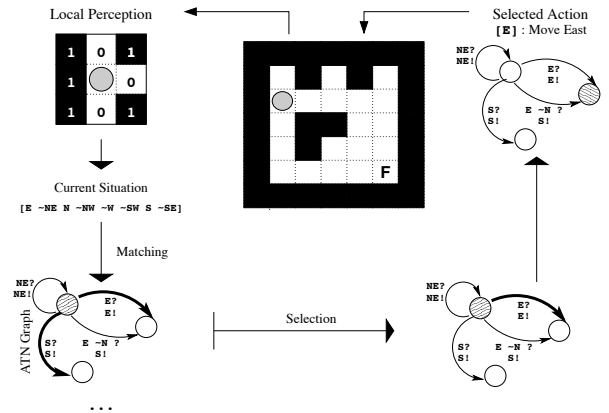 Local Perception
1 0 1
1 0
1 0 1
Current Situation
[E ~NE N ~NW ~W ~SW S ~SE]
Matching
ATN Graph
NE?
NE!
E?
E!
S?
S!
E ~N ?
S!
...
F
Selection
NE?
NE!
E?
E!
S?
S!
E ~N ?
S!
Selected Action
[E] : Move East
NE?
NE!
E?
E!
S?
S!
E ~N ?
S!